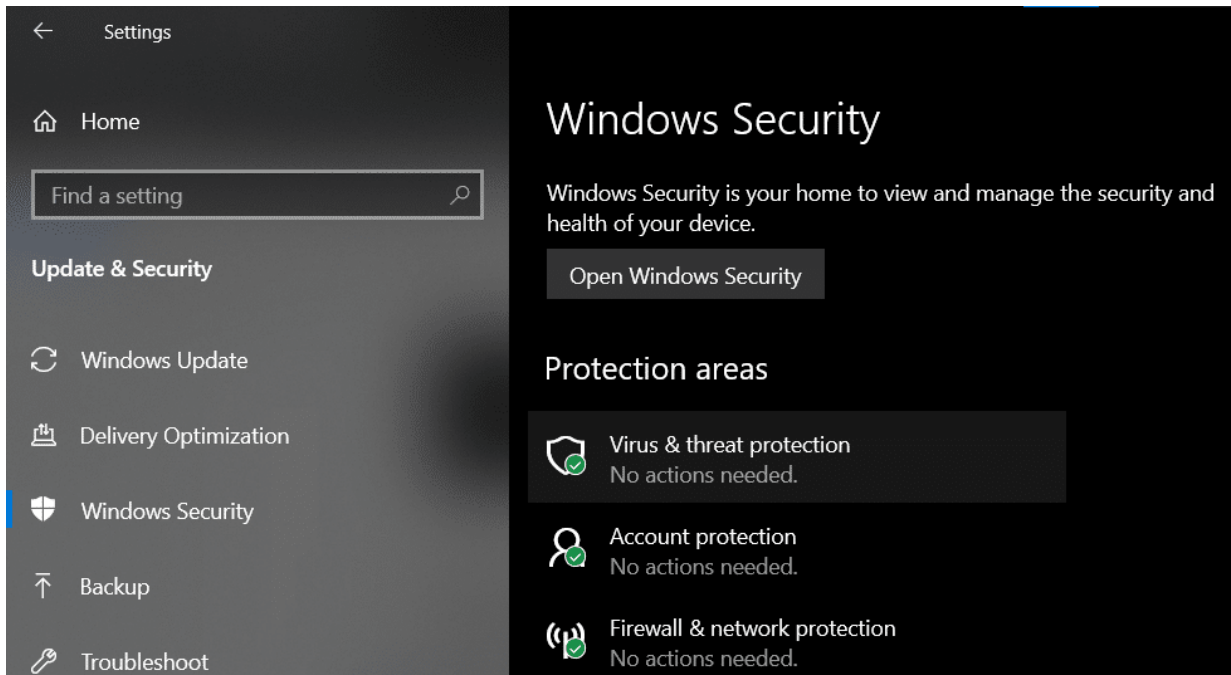 Settings
Home
Find a setting
Update & Security
Windows Update
Delivery Optimization
Windows Security
Backup
Troubleshoot
Windows Security
Windows Security is your home to view and manage the security and
health of your device.
Open Windows Security
Protection areas
Virus & threat protection
No actions needed.
Account protection
No actions needed.
Firewall & network protection
No actions needed.